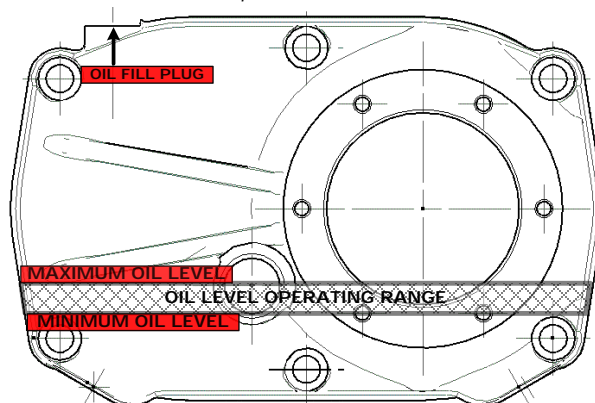 OIL FILL PLUG
MAXIMUM OIL LEVEL
OIL LEVEL OPERATING RANGE
MINIMUM OIL LEVEL